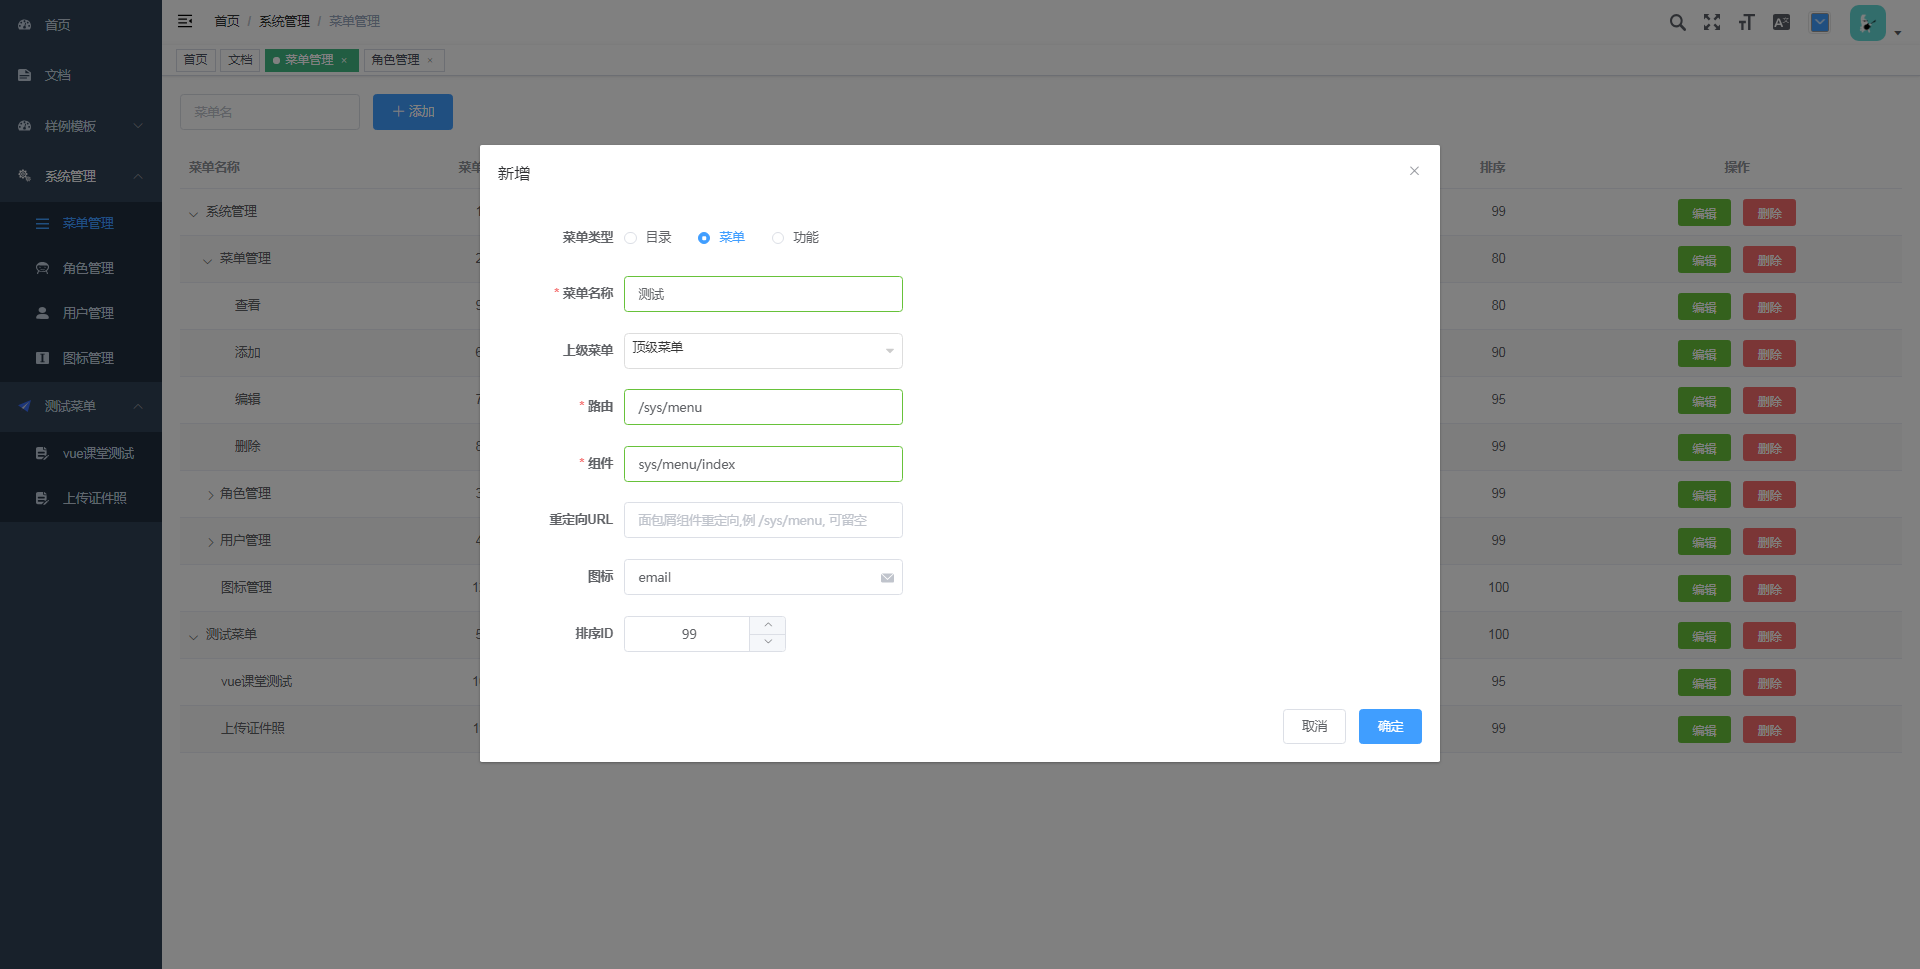 首页
文档
样例模板
系统管理
菜单管理
角色管理
用户管理
图标管理
测试菜单
vue课堂测试
上传证件照
首页 / 系统管理 / 菜单管理
首页 文档 菜单管理 × 角色管理 ×
菜单名 添加
菜单名称 排序 操作
系统管理 99 编辑 删除
菜单管理 80 编辑 删除
查看 80 编辑 删除
添加 90 编辑 删除
编辑 95 编辑 删除
删除 99 编辑 删除
角色管理 99 编辑 删除
用户管理 99 编辑 删除
图标管理 100 编辑 删除
测试菜单 100 编辑 删除
vue课堂测试 95 编辑 删除
上传证件照 99 编辑 删除
新增
菜单类型 目录 菜单 功能
* 菜单名称 测试
上级菜单 顶级菜单
* 路由 /sys/menu
* 组件 sys/menu/index
重定向URL 面包屑组件重定向,例 /sys/menu, 可留空
图标 email
排序ID 99
取消 确定